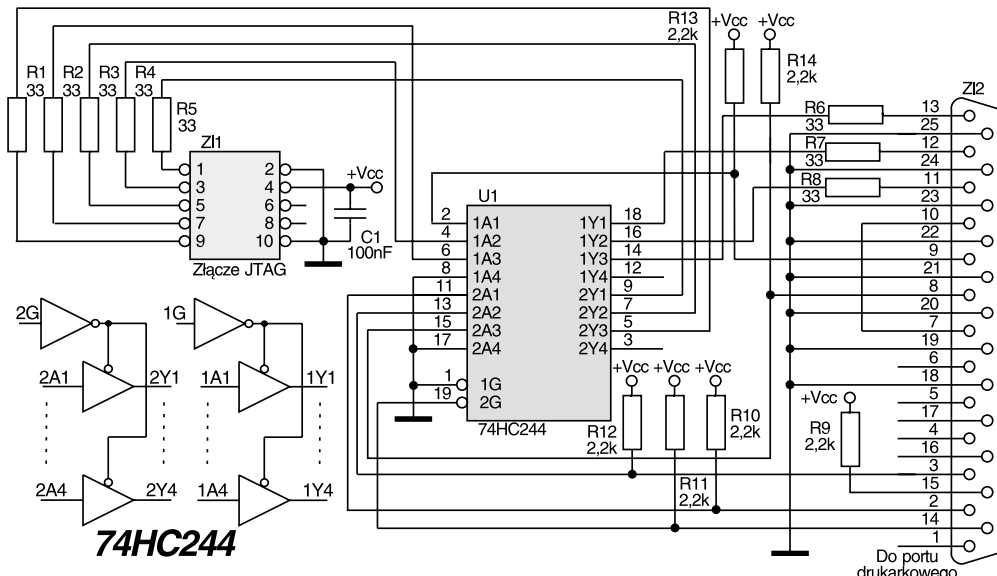 R1
33
R2
33
R3
33
R4
33
R5
33
R13
2,2k
+Vcc
+Vcc
R14
2,2k
R6
33
R7
33
R8
33
Zl2
13
25
12
24
11
23
10
22
9
21
8
20
7
19
6
18
5
17
4
16
3
15
2
14
1
Do portu
drukarkowego
Zl1
1
3
5
7
9
2
4
6
8
10
+Vcc
C1
100nF
Złącze JTAG
U1
2 1A1 1Y1 18
4 1A2 1Y2 16
6 1A3 1Y3 14
8 1A4 1Y4 12
11 2A1 2Y1 9
13 2A2 2Y2 7
15 2A3 2Y3 5
17 2A4 2Y4 3
1 1G
19 2G
74HC244
+Vcc
+Vcc
+Vcc
R12
2,2k
R11
2,2k
R10
2,2k
+Vcc
R9
2,2k
2G
1G
2A1 2Y1
1A1 1Y1
2A4 2Y4
1A4 1Y4
74HC244